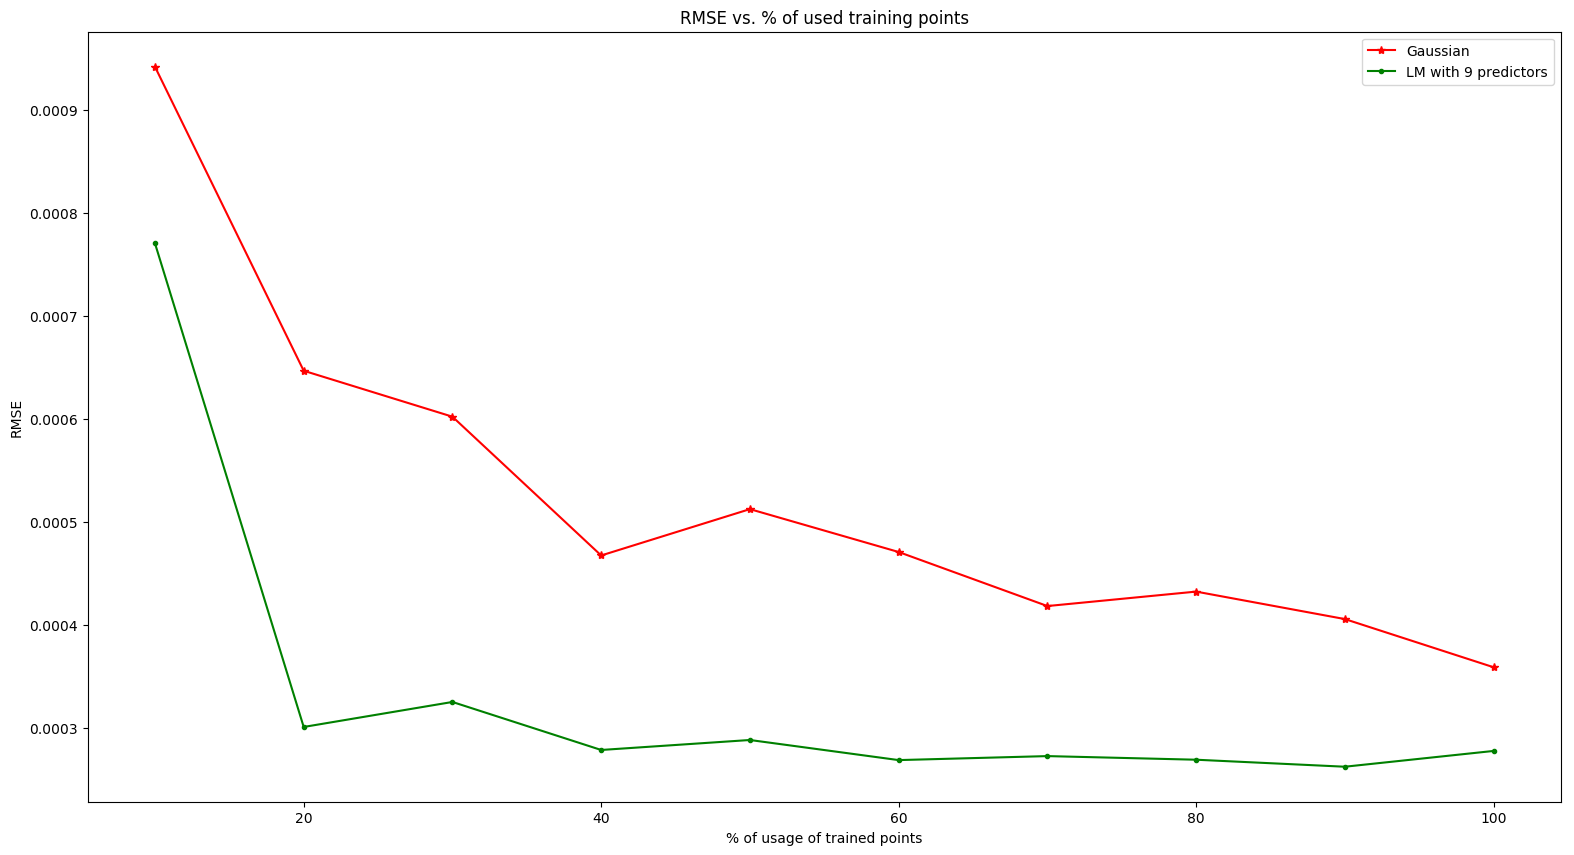 RMSE vs. % of used training points
Gaussian
LM with 9 predictors
0.0009
0.0008
0.0007
0.0006
0.0005
0.0004
0.0003
RMSE
20
40
60
80
100
% of usage of trained points